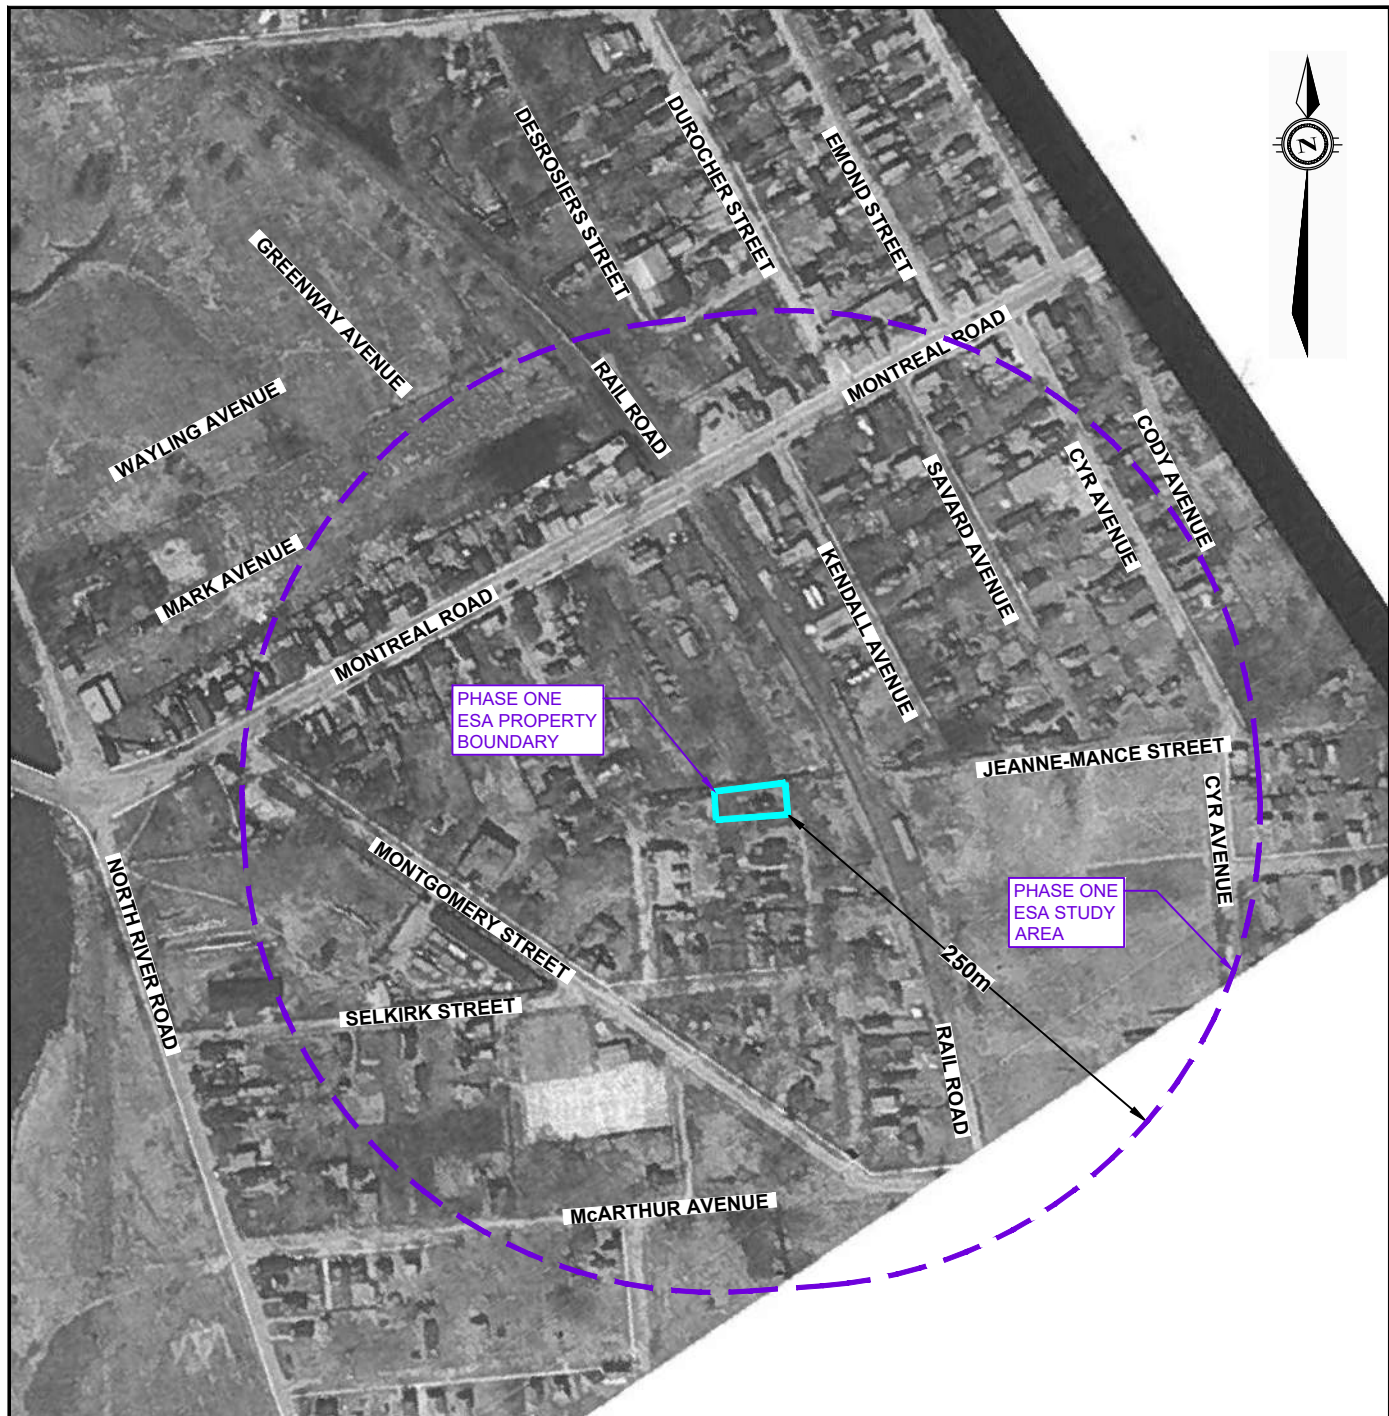 DESROSIERS STREET
DUROCHER STREET
EMOND STREET
N
GREENWAY AVENUE
WAYLING AVENUE
RAIL ROAD
MONTREAL ROAD
CODY AVENUE
CYR AVENUE
SAVARD AVENUE
KENDALL AVENUE
MARK AVENUE
MONTREAL ROAD
PHASE ONE
ESA PROPERTY
BOUNDARY
JEANNE-MANCE STREET
CYR AVENUE
MONTGOMERY STREET
NORTH RIVER ROAD
PHASE ONE
ESA STUDY
AREA
250m
SELKIRK STREET
RAIL ROAD
McARTHUR AVENUE